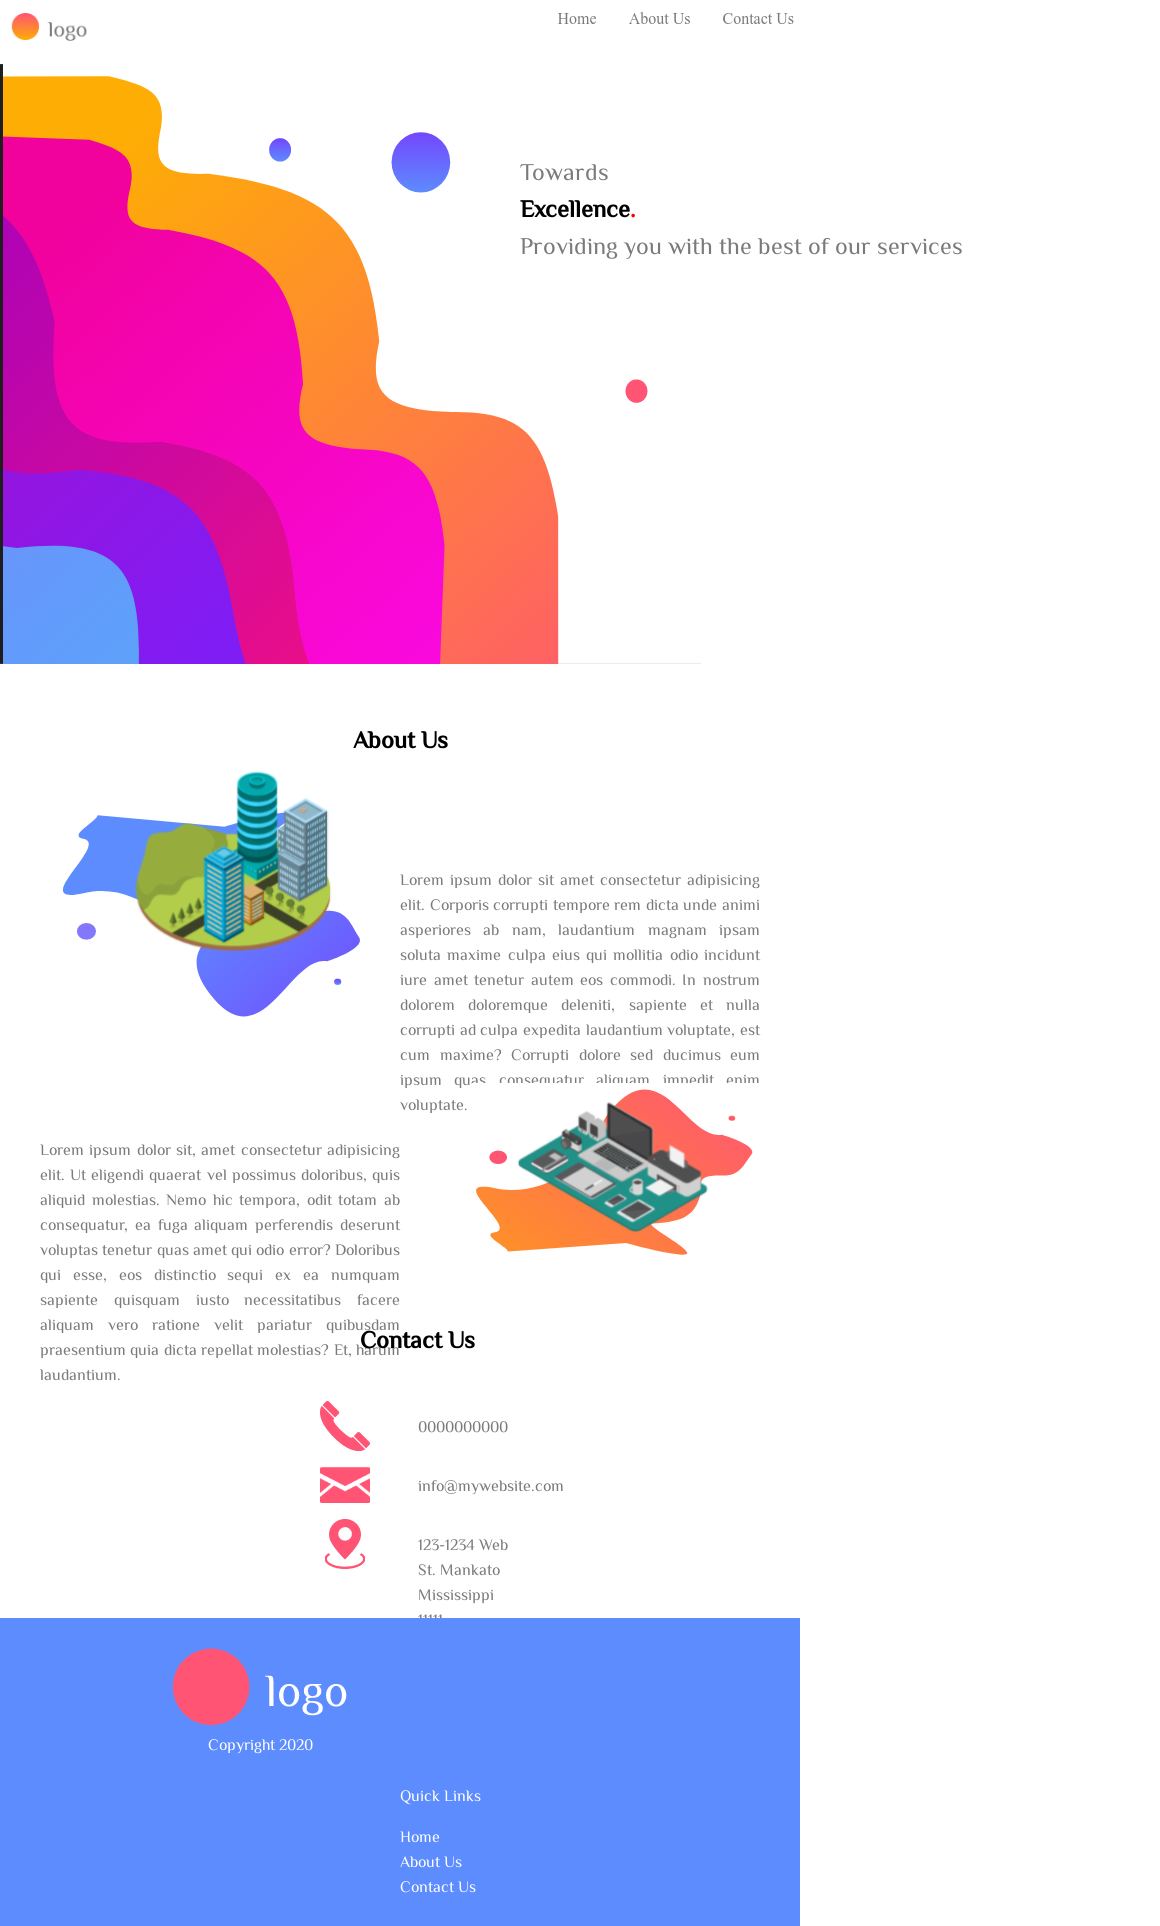 logo
Home
About Us
Contact Us
Towards
Excellence.
Providing you with the best of our services
About Us
Lorem ipsum dolor sit amet consectetur adipisicing
elit. Corporis corrupti tempore rem dicta unde animi
asperiores ab nam, laudantium magnam ipsam
soluta maxime culpa eius qui mollitia odio incidunt
iure amet tenetur autem eos commodi. In nostrum
dolorem doloremque deleniti, sapiente et nulla
corrupti ad culpa expedita laudantium voluptate, est
cum maxime? Corrupti dolore sed ducimus eum
ipsum quas consequatur aliquam impedit enim
voluptate.
Lorem ipsum dolor sit, amet consectetur adipisicing
elit. Ut eligendi quaerat vel possimus doloribus, quis
aliquid molestias. Nemo hic tempora, odit totam ab
consequatur, ea fuga aliquam perferendis deserunt
voluptas tenetur quas amet qui odio error? Doloribus
qui esse, eos distinctio sequi ex ea numquam
sapiente quisquam iusto necessitatibus facere
aliquam vero ratione velit pariatur quibusdam
praesentium quia dicta repellat molestias? Et, harum
laudantium.
Contact Us
0000000000
info@mywebsite.com
123-1234 Web
St. Mankato
Mississippi
11111
logo
Copyright 2020
Quick Links
Home
About Us
Contact Us